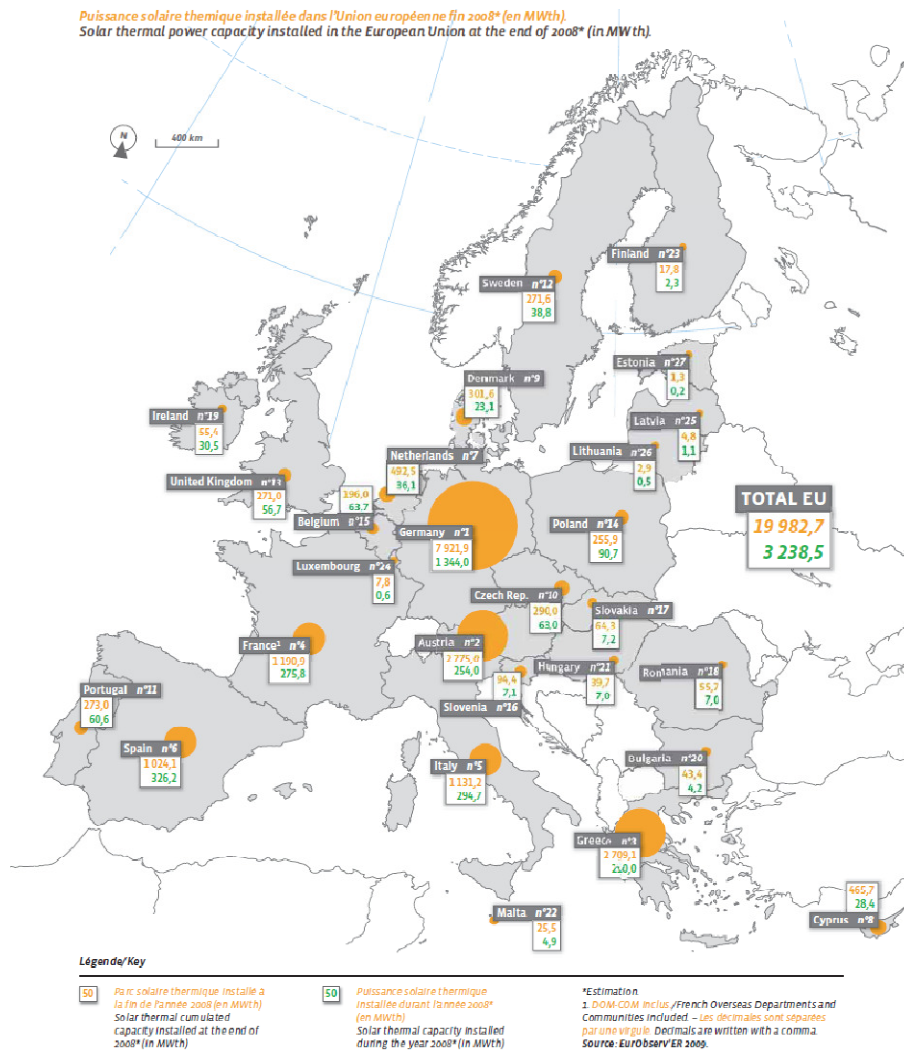 Puissance solaire themique installée dans l'Union européenne fin 2008* (en MWth).
Solar thermal power capacity installed in the European Union at the end of 2008* (in MWth).
N
400 km
Finland n°23
17,8
2,3
Sweden n°12
271,6
38,8
Estonia n°27
1,3
0,2
Denmark n°9
301,6
23,1
Ireland n°19
55,4
30,5
Latvia n°25
4,8
1,1
Lithuania n°26
2,9
0,5
Netherlands n°7
492,5
36,1
United Kingdom n°13
271,0
56,7
196,0
63,7
Belgium n°15
Germany n°1
7 921,9
1 344,0
Poland n°14
255,9
90,7
TOTAL EU
19 982,7
3 238,5
Luxembourg n°24
7,8
0,6
Czech Rep. n°10
290,0
63,0
Slovakia n°17
64,3
7,2
France¹ n°4
1 190,9
275,8
Austria n°2
2 775,0
254,0
Hungary n°21
39,7
7,0
Romania n°18
55,7
7,0
94,4
7,1
Slovenia n°16
Portugal n°11
273,0
60,6
Spain n°6
1 024,1
326,2
Italy n°5
1 131,2
294,7
Bulgaria n°20
43,4
4,2
Greece n°3
2 709,1
210,0
465,7
28,4
Cyprus n°8
Malta n°22
25,5
4,9
Légende/Key
50
Parc solaire thermique installé à
la fin de l'année 2008 (en MWth)
Solar thermal cumulated
capacity installed at the end of
2008* (in MWth)
50
Puissance solaire thermique
installée durant l'année 2008*
(en MWth)
Solar thermal capacity installed
during the year 2008* (in MWth)
*Estimation
1. DOM-COM inclus /French Overseas Departments and
Communities included. – Les décimales sont séparées
par une virgule. Decimals are written with a comma.
Source: EurObserv'ER 2009.